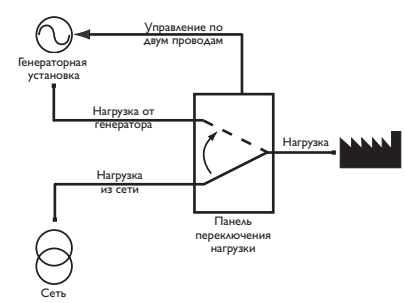 Управление по
двум проводам
Генераторная
установка
Нагрузка от
генератора
Нагрузка
Нагрузка
из сети
Панель
переключения
нагрузки
Сеть